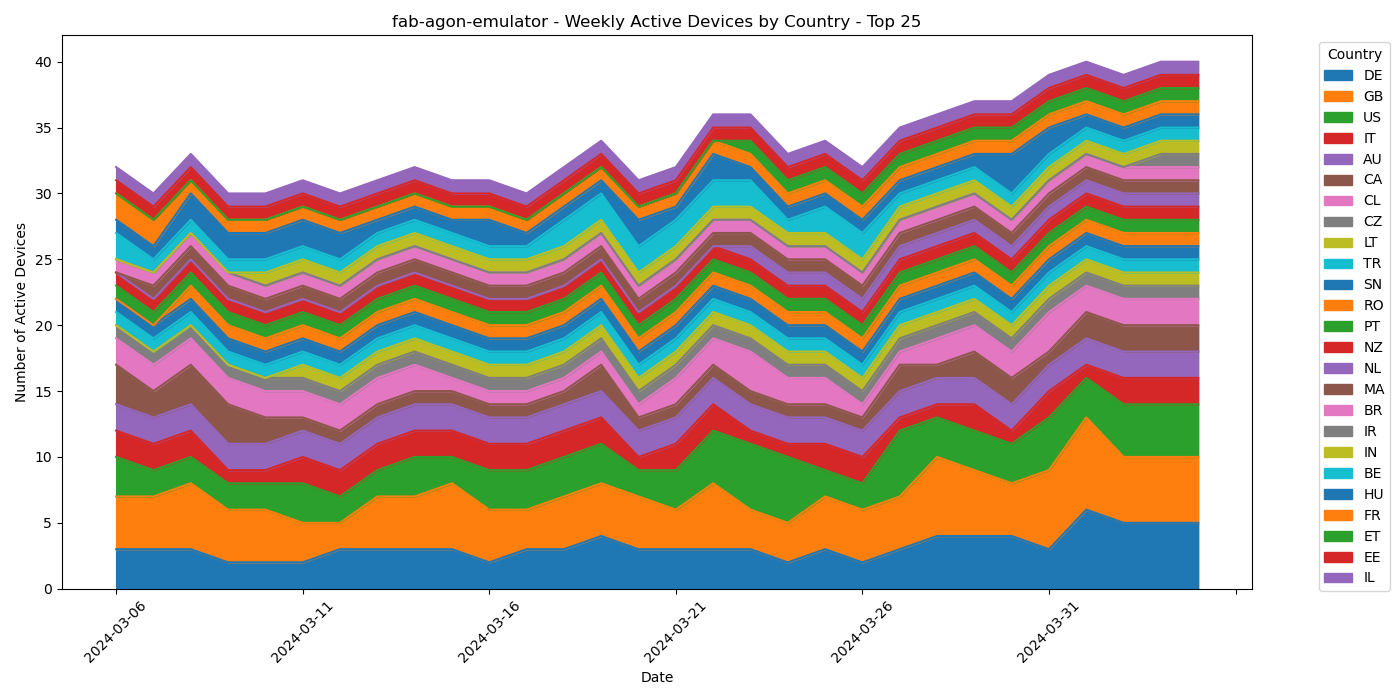 fab-agon-emulator - Weekly Active Devices by Country - Top 25
Number of Active Devices
40
35
30
25
20
15
10
5
0
2024-03-06
2024-03-11
2024-03-16
2024-03-21
2024-03-26
2024-03-31
Date
Country
DE
GB
US
IT
AU
CA
CL
CZ
LT
TR
SN
RO
PT
NZ
NL
MA
BR
IR
IN
BE
HU
FR
ET
EE
IL